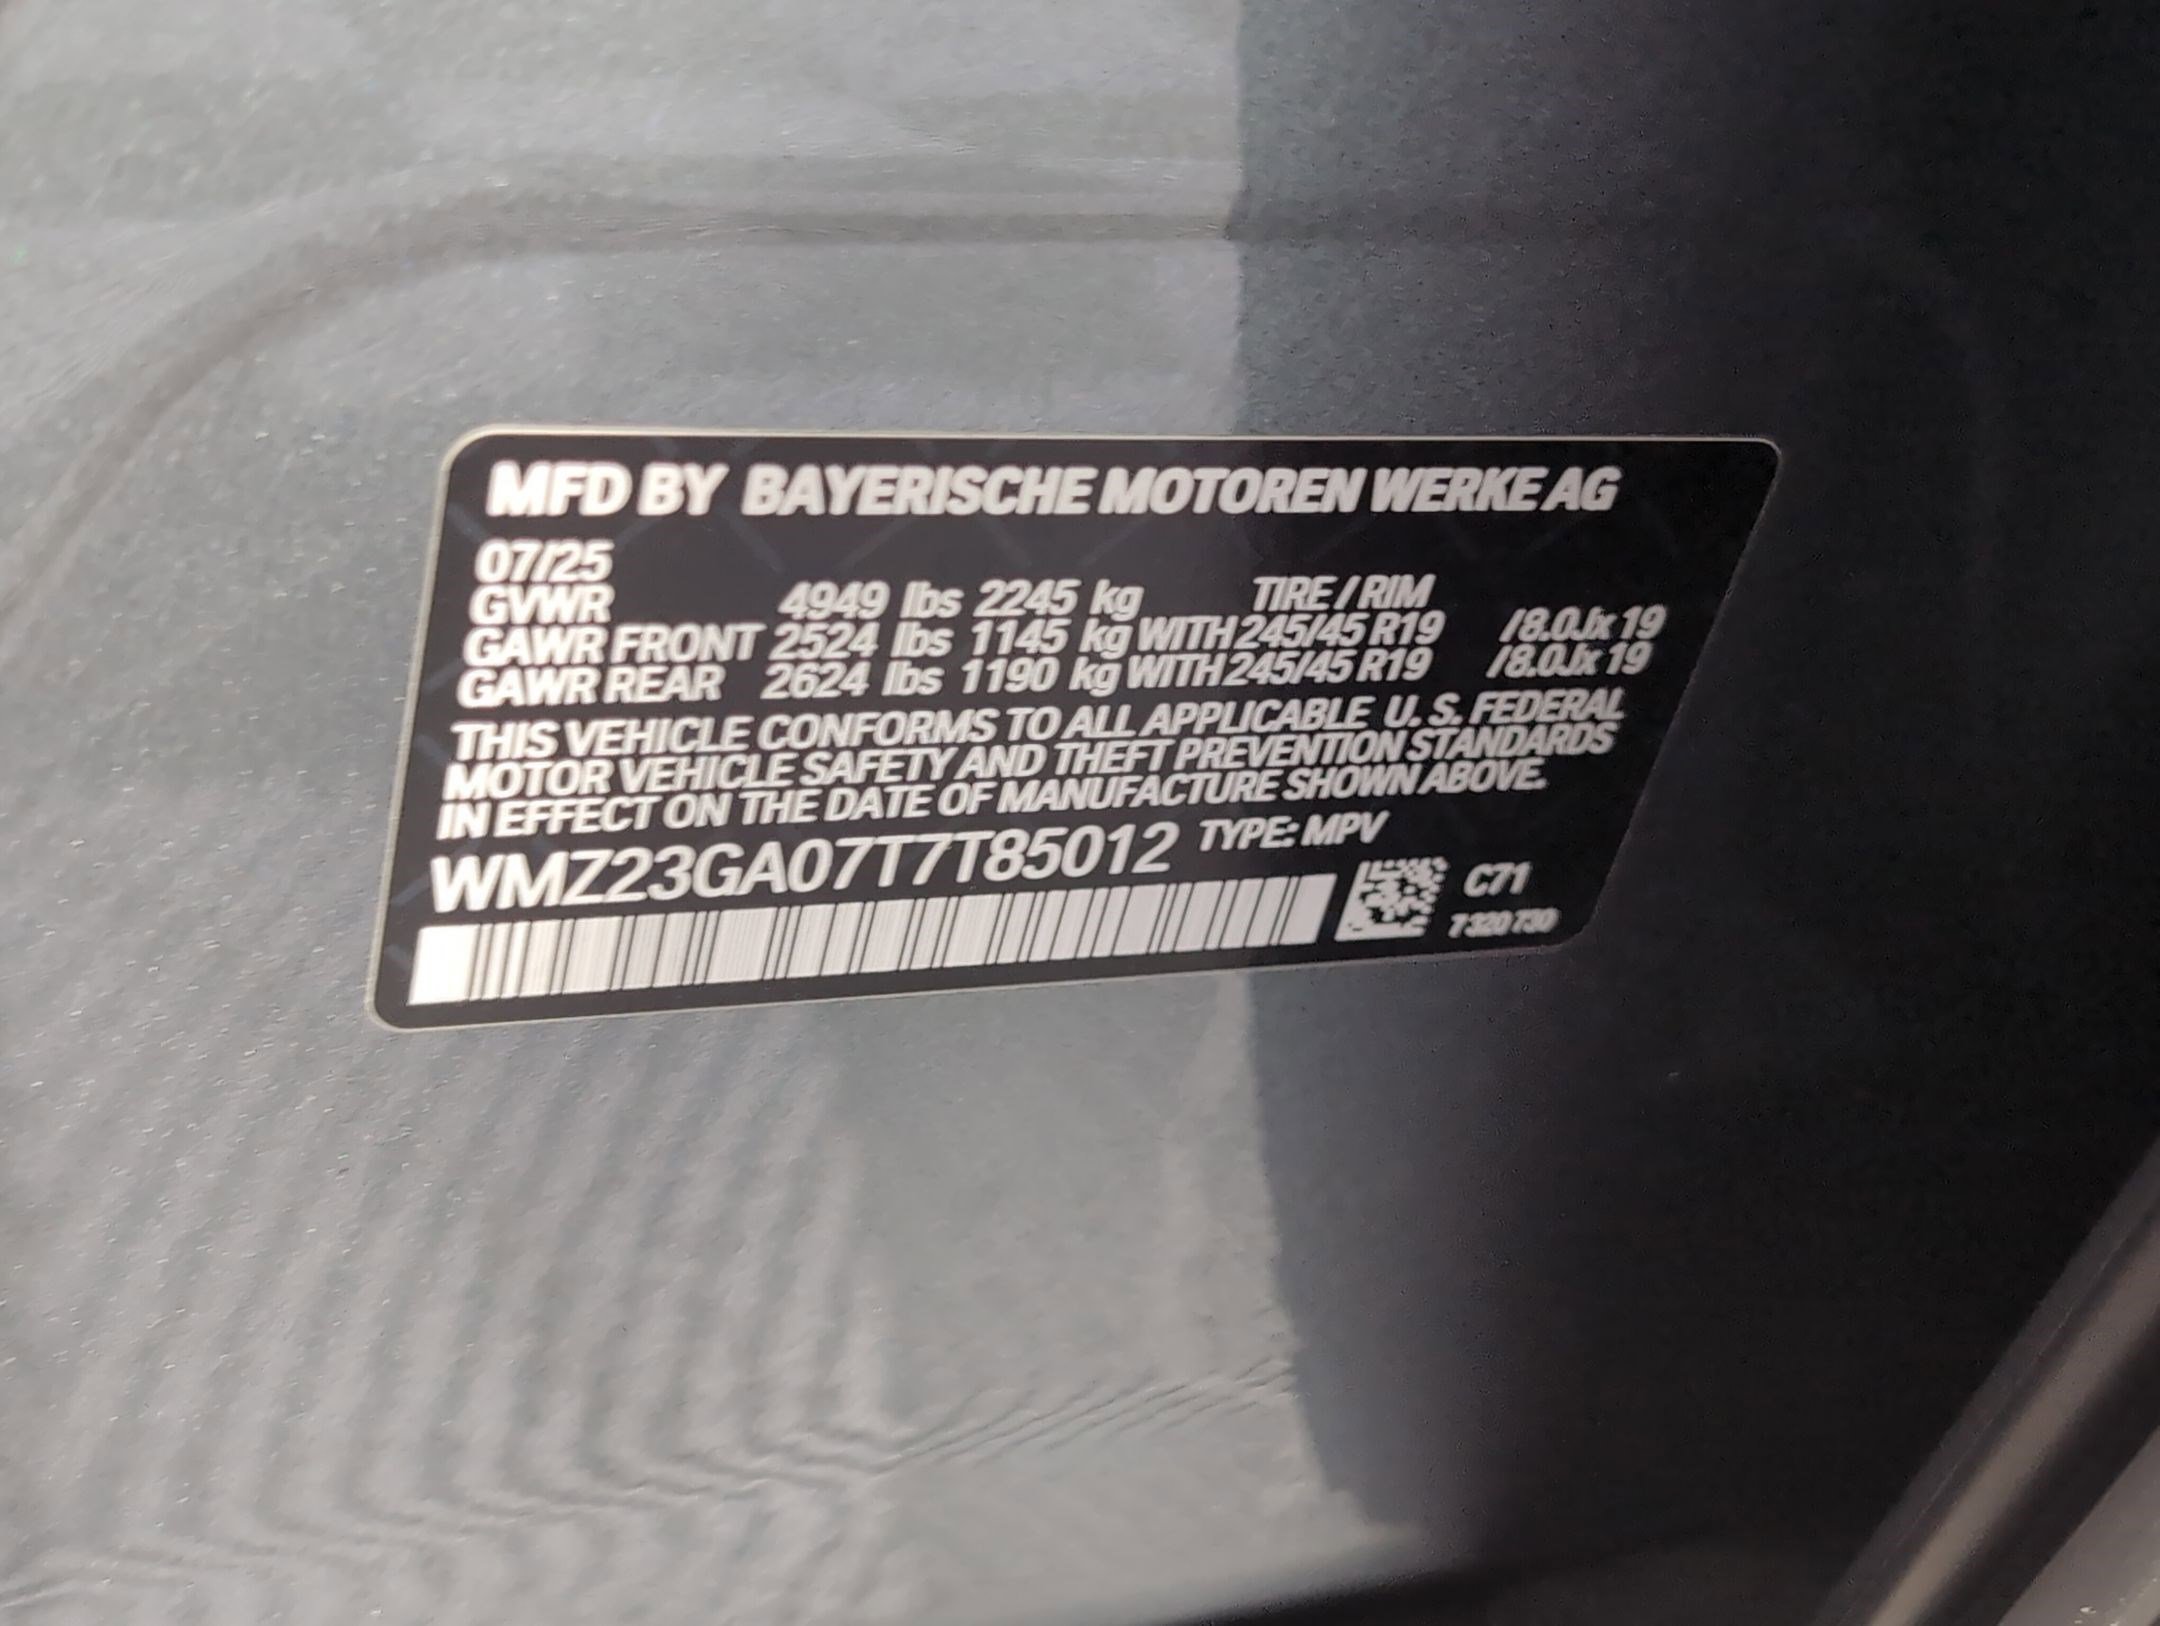 MFD BY BAYERISCHE MOTOREN WERKE AG
07/25
GVWR 4949 lbs 2245 kg TIRE / RIM
GAWR FRONT 2524 lbs 1145 kg WITH 245/45 R19 / 8.0Jx 19
GAWR REAR 2624 lbs 1190 kg WITH 245/45 R19 / 8.0Jx 19
THIS VEHICLE CONFORMS TO ALL APPLICABLE U. S. FEDERAL
MOTOR VEHICLE SAFETY AND THEFT PREVENTION STANDARDS
IN EFFECT ON THE DATE OF MANUFACTURE SHOWN ABOVE.
WMZ23GA07T7T85012 TYPE: MPV
C71
7 320 730